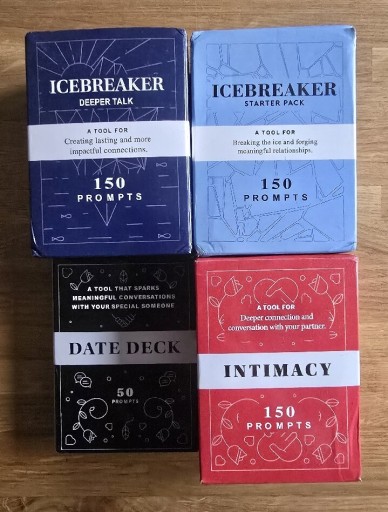 ICEBREAKER
DEEPER TALK
A TOOL FOR
Creating lasting and more
impactful connections.
150
PROMPTS
ICEBREAKER
STARTER PACK
A TOOL FOR
Breaking the ice and forging
meaningful relationships.
150
PROMPTS
A TOOL THAT SPARKS
MEANINGFUL CONVERSATIONS
WITH YOUR SPECIAL SOMEONE
DATE DECK
50
PROMPTS
A TOOL FOR
Deeper connection and
conversation with your partner.
INTIMACY
150
PROMPTS